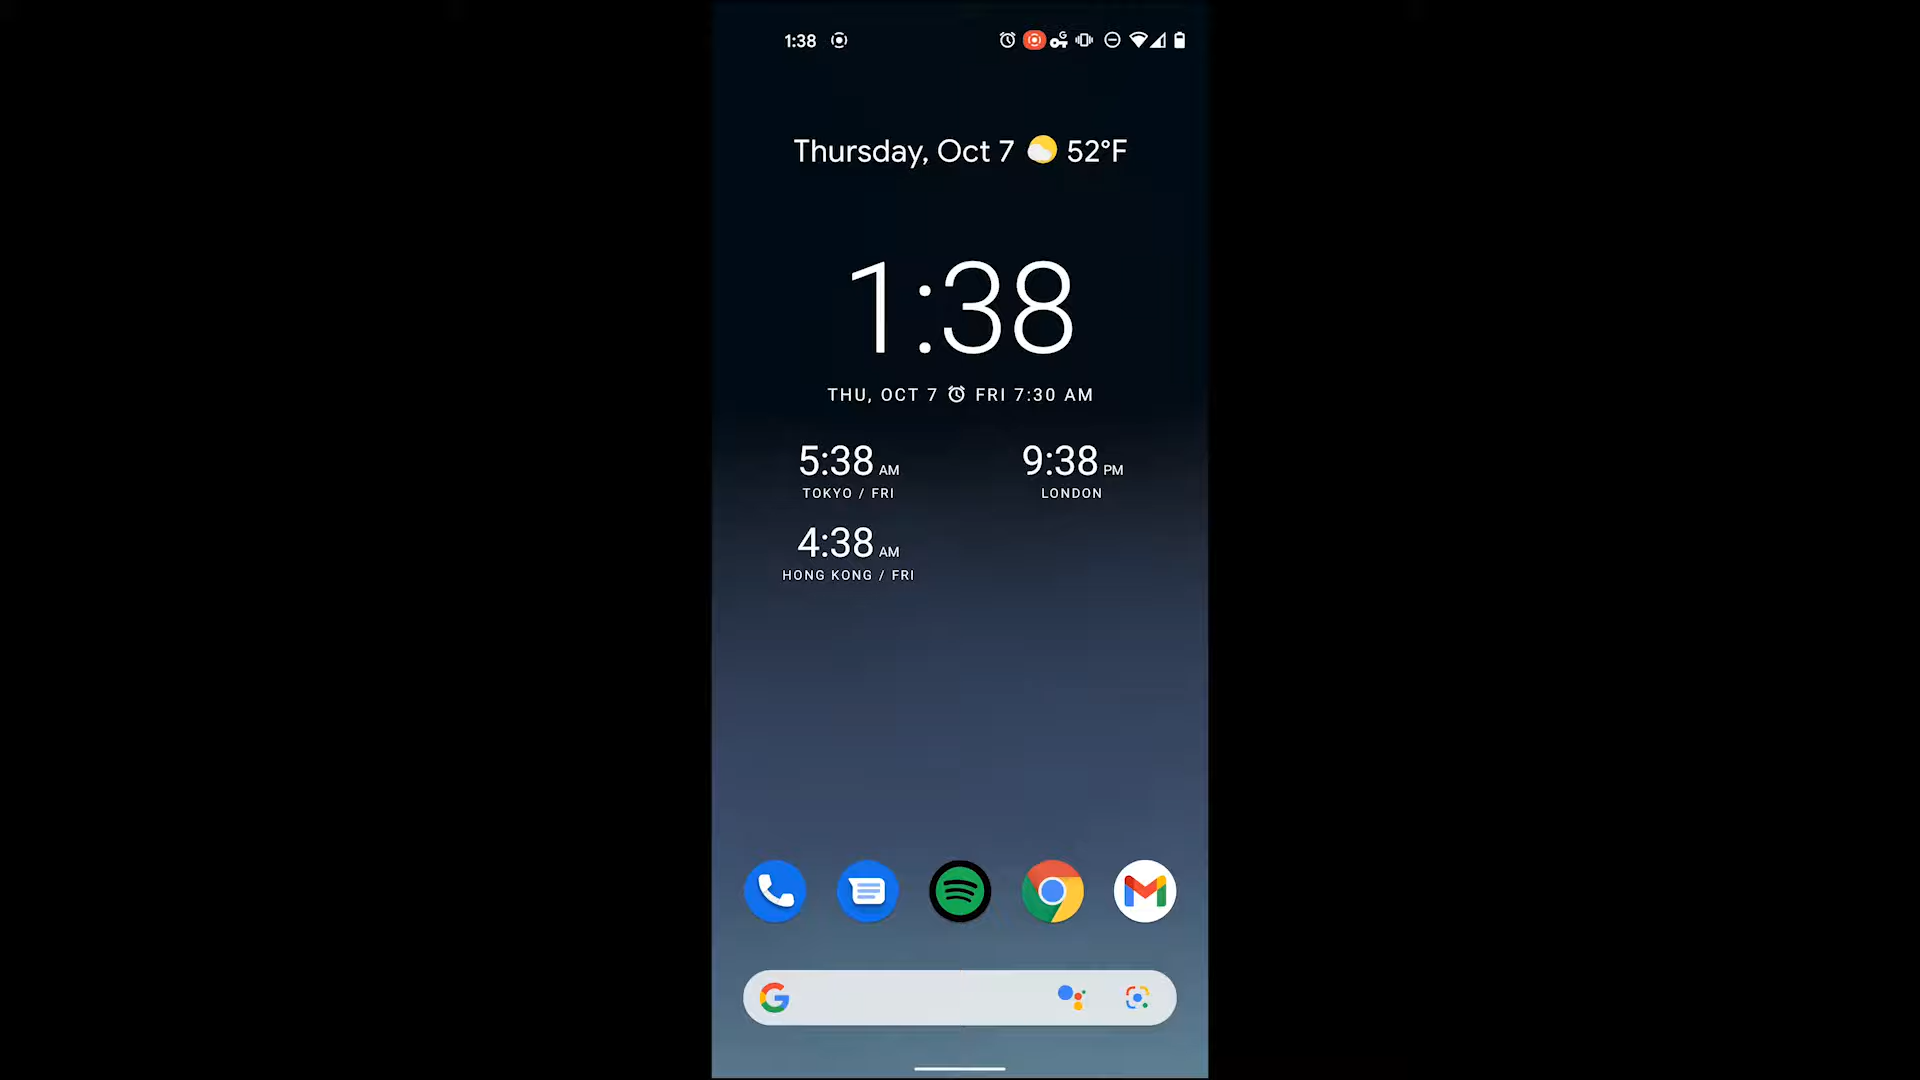 1:38
Thursday, Oct 7 52°F
1:38
THU, OCT 7 FRI 7:30 AM
5:38 AM
TOKYO / FRI
9:38 PM
LONDON
4:38 AM
HONG KONG / FRI